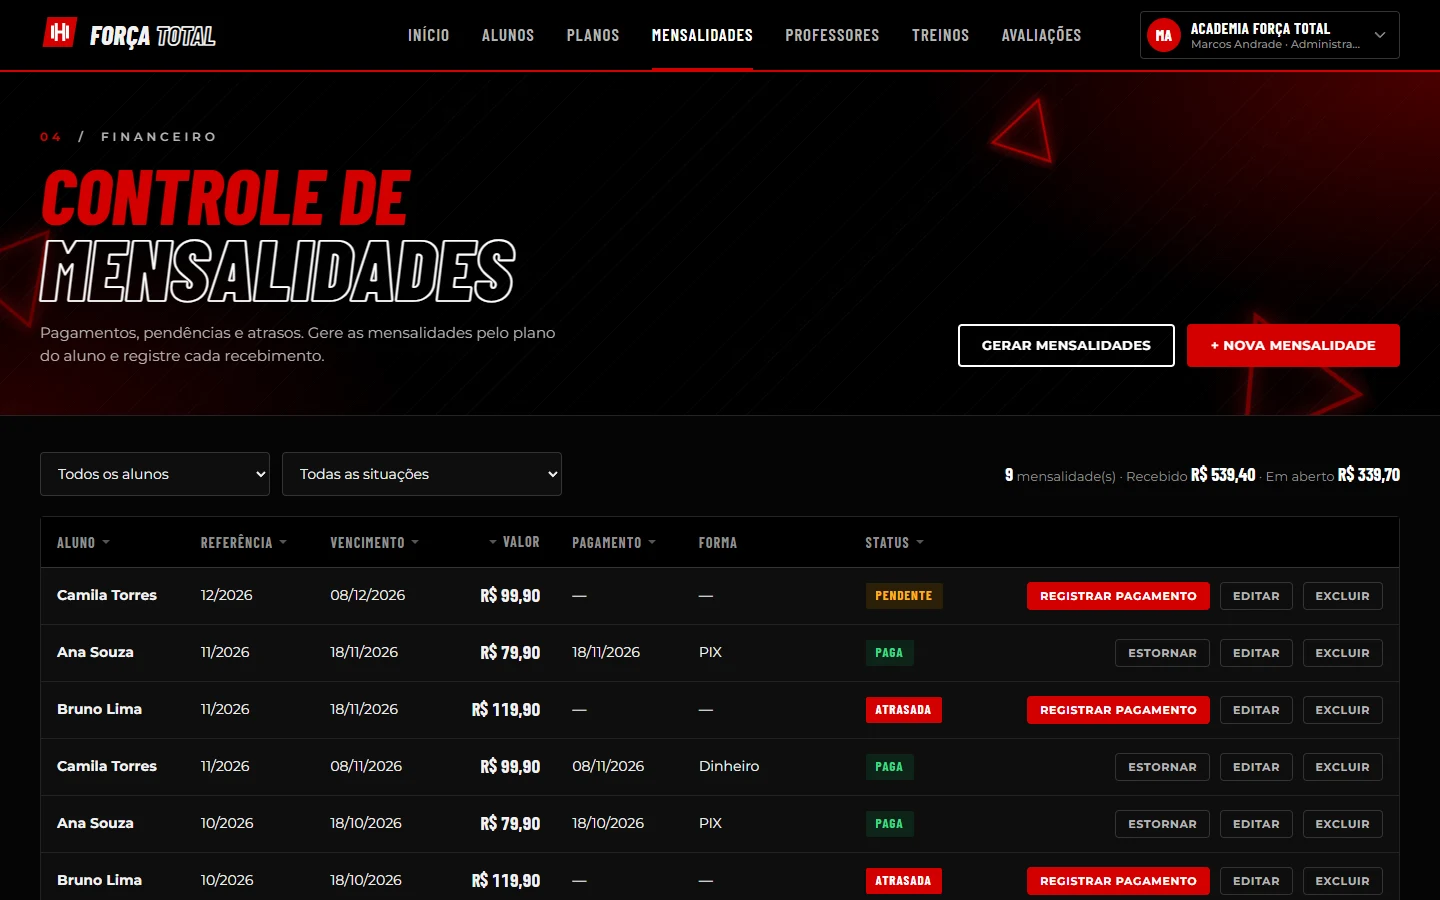 FORÇA TOTAL
INÍCIO ALUNOS PLANOS MENSALIDADES PROFESSORES TREINOS AVALIAÇÕES
MA ACADEMIA FORÇA TOTAL
Marcos Andrade · Administra...
04 / FINANCEIRO
CONTROLE DE
MENSALIDADES
Pagamentos, pendências e atrasos. Gere as mensalidades pelo plano
do aluno e registre cada recebimento.
GERAR MENSALIDADES + NOVA MENSALIDADE
Todos os alunos Todas as situações 9 mensalidade(s) · Recebido R$ 539,40 · Em aberto R$ 339,70
ALUNO REFERÊNCIA VENCIMENTO VALOR PAGAMENTO FORMA STATUS
Camila Torres 12/2026 08/12/2026 R$ 99,90 — — PENDENTE REGISTRAR PAGAMENTO EDITAR EXCLUIR
Ana Souza 11/2026 18/11/2026 R$ 79,90 18/11/2026 PIX PAGA ESTORNAR EDITAR EXCLUIR
Bruno Lima 11/2026 18/11/2026 R$ 119,90 — — ATRASADA REGISTRAR PAGAMENTO EDITAR EXCLUIR
Camila Torres 11/2026 08/11/2026 R$ 99,90 08/11/2026 Dinheiro PAGA ESTORNAR EDITAR EXCLUIR
Ana Souza 10/2026 18/10/2026 R$ 79,90 18/10/2026 PIX PAGA ESTORNAR EDITAR EXCLUIR
Bruno Lima 10/2026 18/10/2026 R$ 119,90 — — ATRASADA REGISTRAR PAGAMENTO EDITAR EXCLUIR